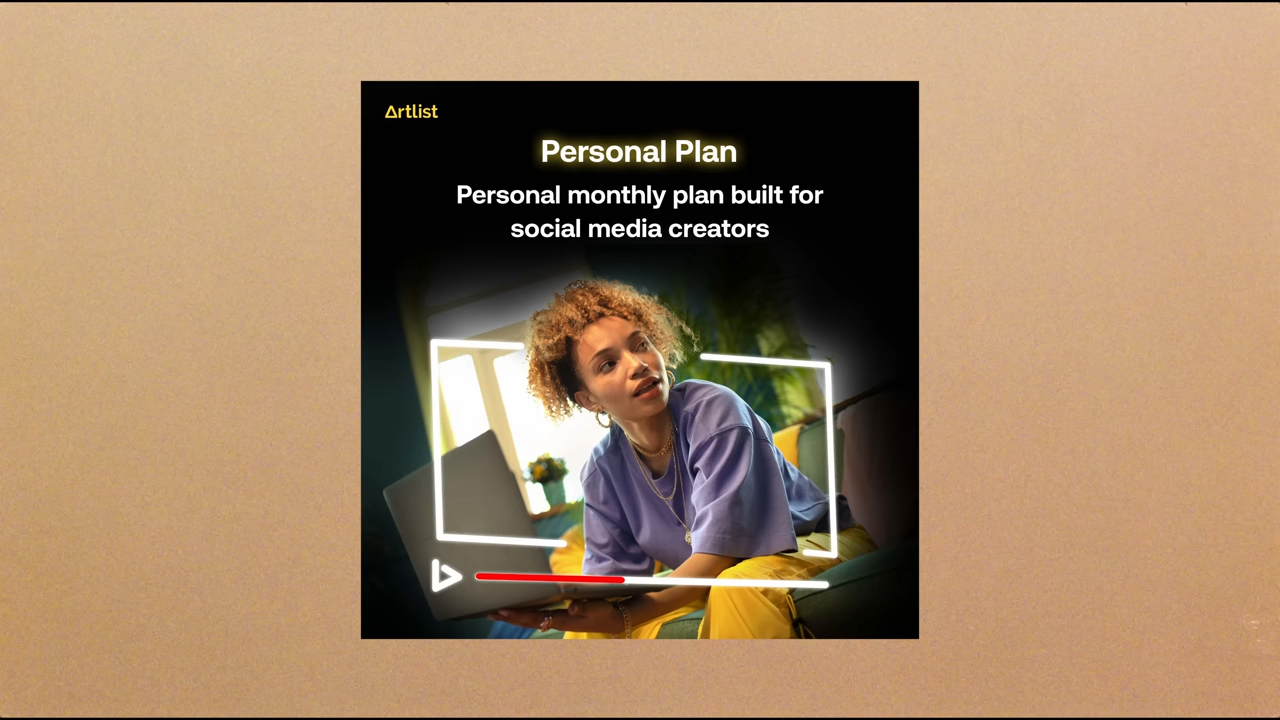 Artlist
Personal Plan
Personal monthly plan built for
social media creators